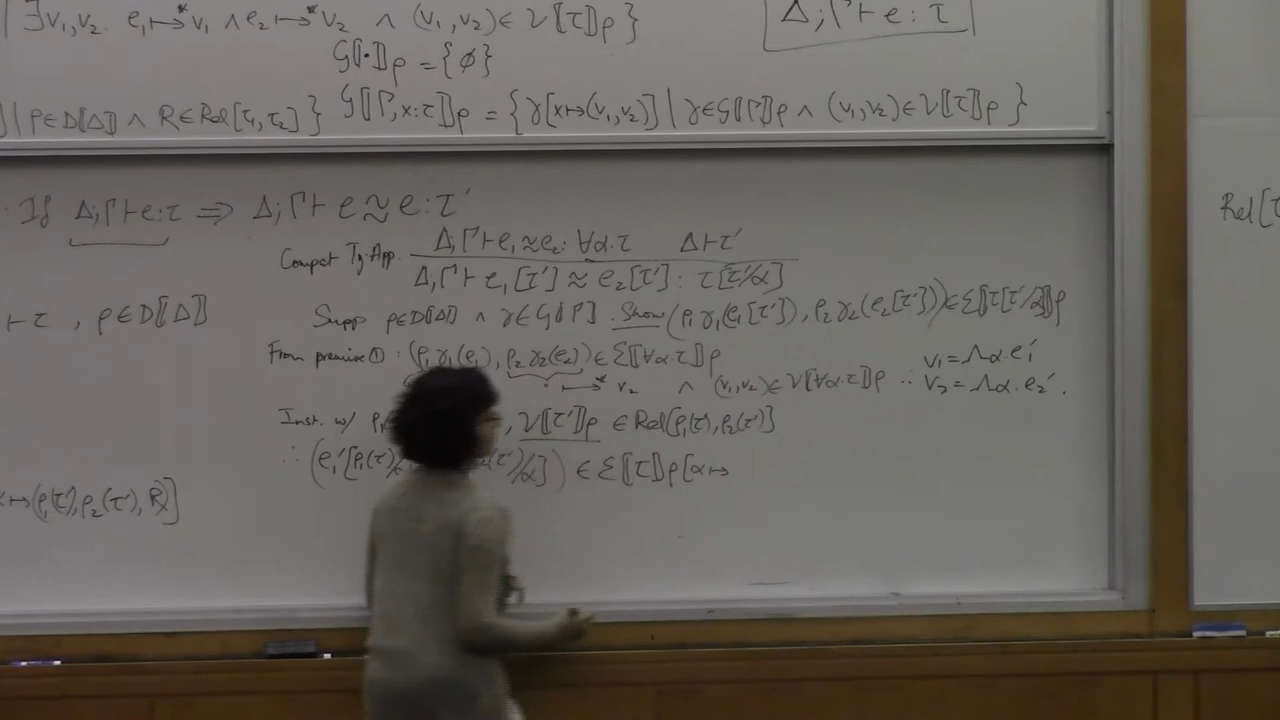 | ∃v₁,v₂. e₁ ↦* v₁ ∧ e₂ ↦* v₂ ∧ (v₁,v₂) ∈ 𝒱⟦τ⟧ρ }
Δ;Γ ⊢ e : τ
𝒢⟦·⟧ρ = {∅}
] | ρ∈D⟦Δ⟧ ∧ R∈Rel[τ₁,τ₂] }
𝒢⟦Γ,x:τ⟧ρ = {γ[x↦(v₁,v₂)] | γ∈𝒢⟦Γ⟧ρ ∧ (v₁,v₂)∈𝒱⟦τ⟧ρ }
. If Δ;Γ⊢e:τ ⇒ Δ;Γ⊢ e ≈ e : τ'
Rel[τ
Compat Ty-App. Δ;Γ⊢e₁≈e₂: ∀α.τ Δ⊢τ'
Δ;Γ⊢ e₁[τ'] ≈ e₂[τ'] : τ[τ'/α]
⊢ τ , ρ∈D⟦Δ⟧
Supp ρ∈D⟦Δ⟧ ∧ γ∈𝒢⟦Γ⟧. Show (ρ₁γ₁(e₁[τ']), ρ₂γ₂(e₂[τ'])) ∈ ℰ⟦τ[τ'/α]⟧ρ
From premise ① : (ρ₁γ₁(e₁), ρ₂γ₂(e₂)) ∈ ℰ⟦∀α.τ⟧ρ
v₁ = Λα.e₁'
↦* v₂ ∧ (v₁,v₂)∈𝒱⟦∀α.τ⟧ρ ∴ v₂ = Λα.e₂'.
Inst. w/ ρ₁ , 𝒱⟦τ'⟧ρ ∈ Rel[ρ₁(τ),ρ₂(τ')]
∴ (e₁'[ρ₁(τ)/ (τ')/α]) ∈ ℰ⟦τ⟧ρ[α↦
↦(ρ₁(τ'),ρ₂(τ'),R)]